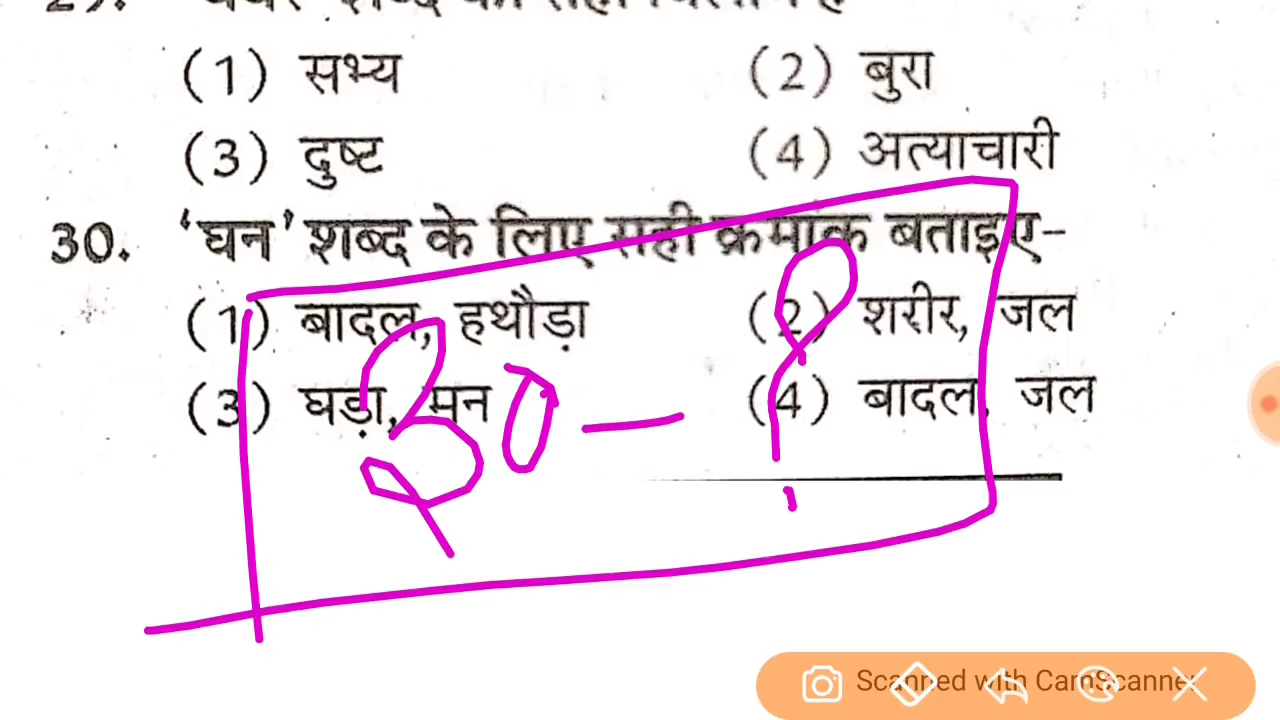 (1) सभ्य (2) बुरा
(3) दुष्ट (4) अत्याचारी
30. 'घन' शब्द के लिए सही क्रमांक बताइए–
(1) बादल, हथौड़ा (2) शरीर, जल
(3) घड़ा, मन (4) बादल, जल
30 – ?
Scanned with CamScanner